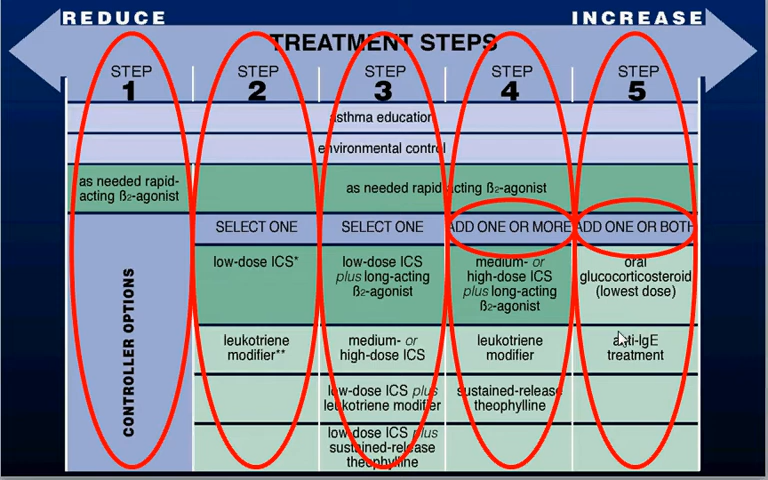 REDUCE
INCREASE
TREATMENT STEPS
STEP
1
STEP
2
STEP
3
STEP
4
STEP
5
asthma education
environmental control
as needed rapid-
acting ß2-agonist
as needed rapid-acting ß2-agonist
SELECT ONE
SELECT ONE
ADD ONE OR MORE
ADD ONE OR BOTH
CONTROLLER OPTIONS
low-dose ICS*
low-dose ICS
plus long-acting
ß2-agonist
medium- or
high-dose ICS
plus long-acting
ß2-agonist
oral
glucocorticosteroid
(lowest dose)
leukotriene
modifier**
medium- or
high-dose ICS
leukotriene
modifier
anti-IgE
treatment
low-dose ICS plus
leukotriene modifier
sustained-release
theophylline
low-dose ICS plus
sustained-release
theophylline